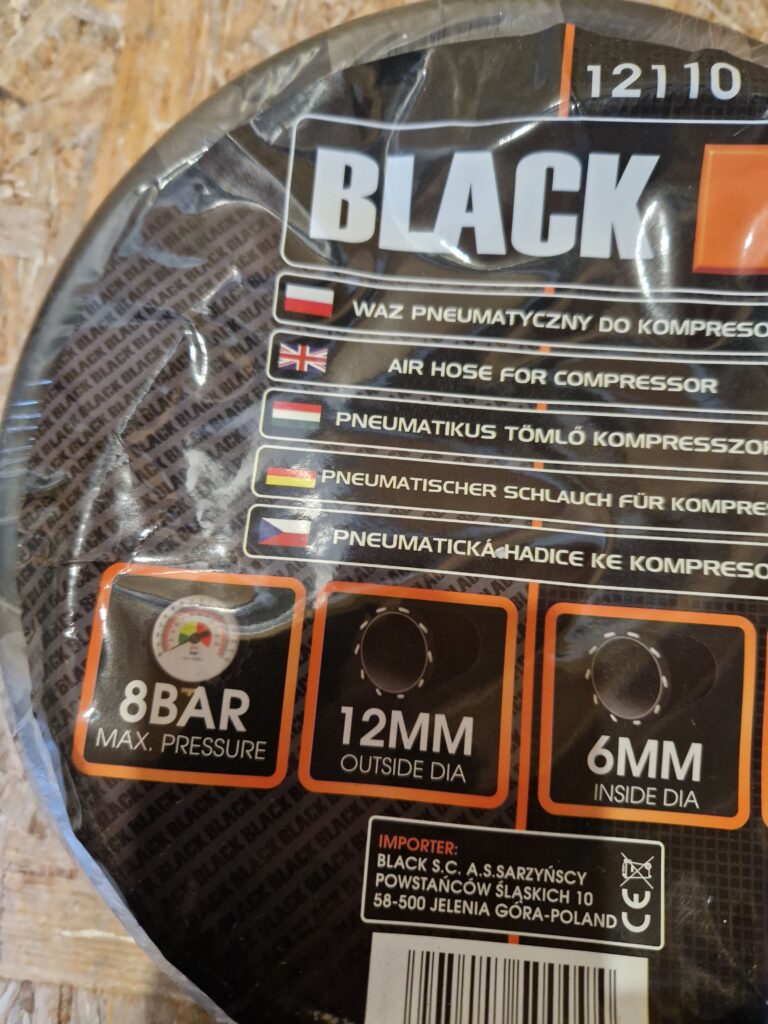 12110
BLACK
WAZ PNEUMATYCZNY DO KOMPRESO
AIR HOSE FOR COMPRESSOR
PNEUMATIKUS TÖMLŐ KOMPRESSZO
PNEUMATISCHER SCHLAUCH FÜR KOMPRE
PNEUMATICKÁ HADICE KE KOMPRESO
8BAR
MAX. PRESSURE
12MM
OUTSIDE DIA
6MM
INSIDE DIA
IMPORTER:
BLACK S.C. A.S.SARZYŃSCY
POWSTAŃCÓW ŚLĄSKICH 10
58-500 JELENIA GÓRA-POLAND
CE